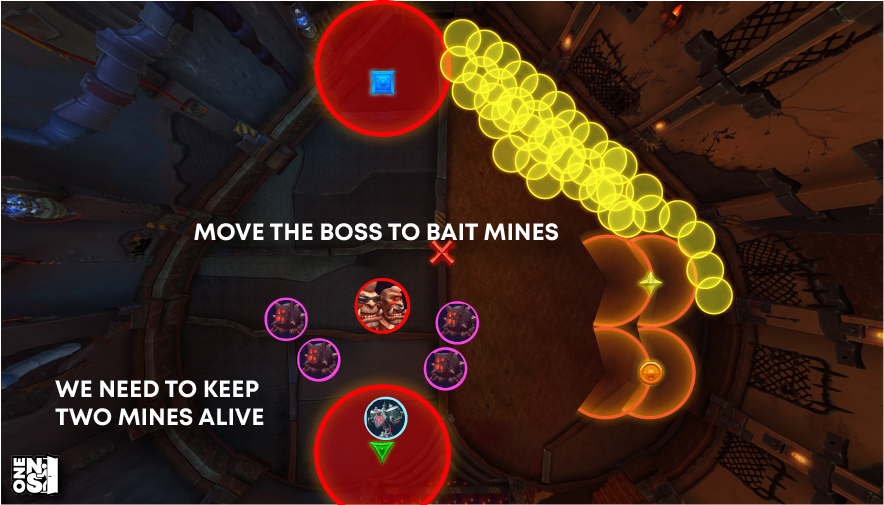 MOVE THE BOSS TO BAIT MINES
WE NEED TO KEEP
TWO MINES ALIVE